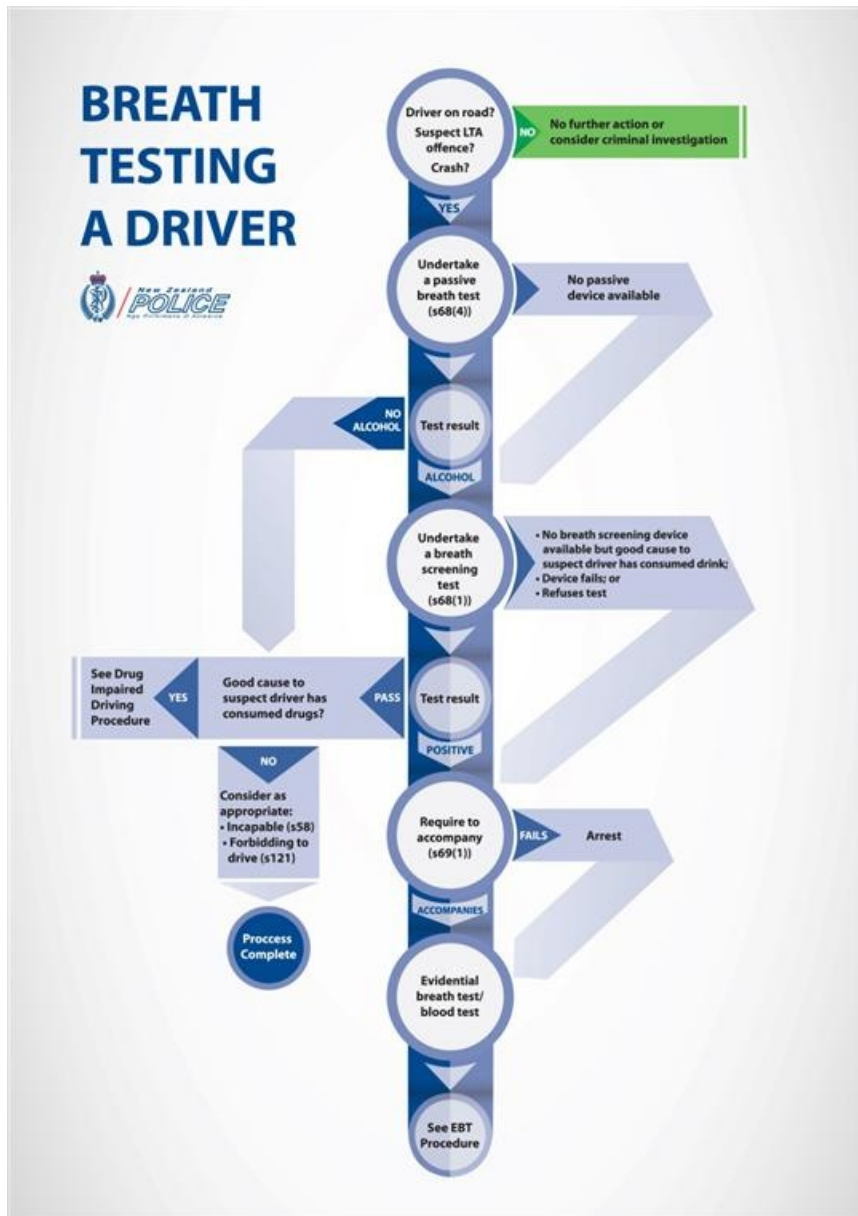 BREATH
TESTING
A DRIVER
New Zealand
POLICE
Driver on road?
Suspect LTA
offence?
Crash?
NO
No further action or
consider criminal investigation
YES
Undertake
a passive
breath test
(s68(4))
No passive
device available
NO
ALCOHOL
Test result
ALCOHOL
Undertake
a breath
screening
test
(s68(1))
• No breath screening device
available but good cause to
suspect driver has consumed drink;
• Device fails; or
• Refuses test
See Drug
Impaired
Driving
Procedure
YES
Good cause to
suspect driver has
consumed drugs?
PASS
Test result
POSITIVE
NO
Consider as
appropriate:
• Incapable (s58)
• Forbidding to
drive (s121)
Proccess
Complete
Require to
accompany
(s69(1))
FAILS
Arrest
ACCOMPANIES
Evidential
breath test/
blood test
See EBT
Procedure